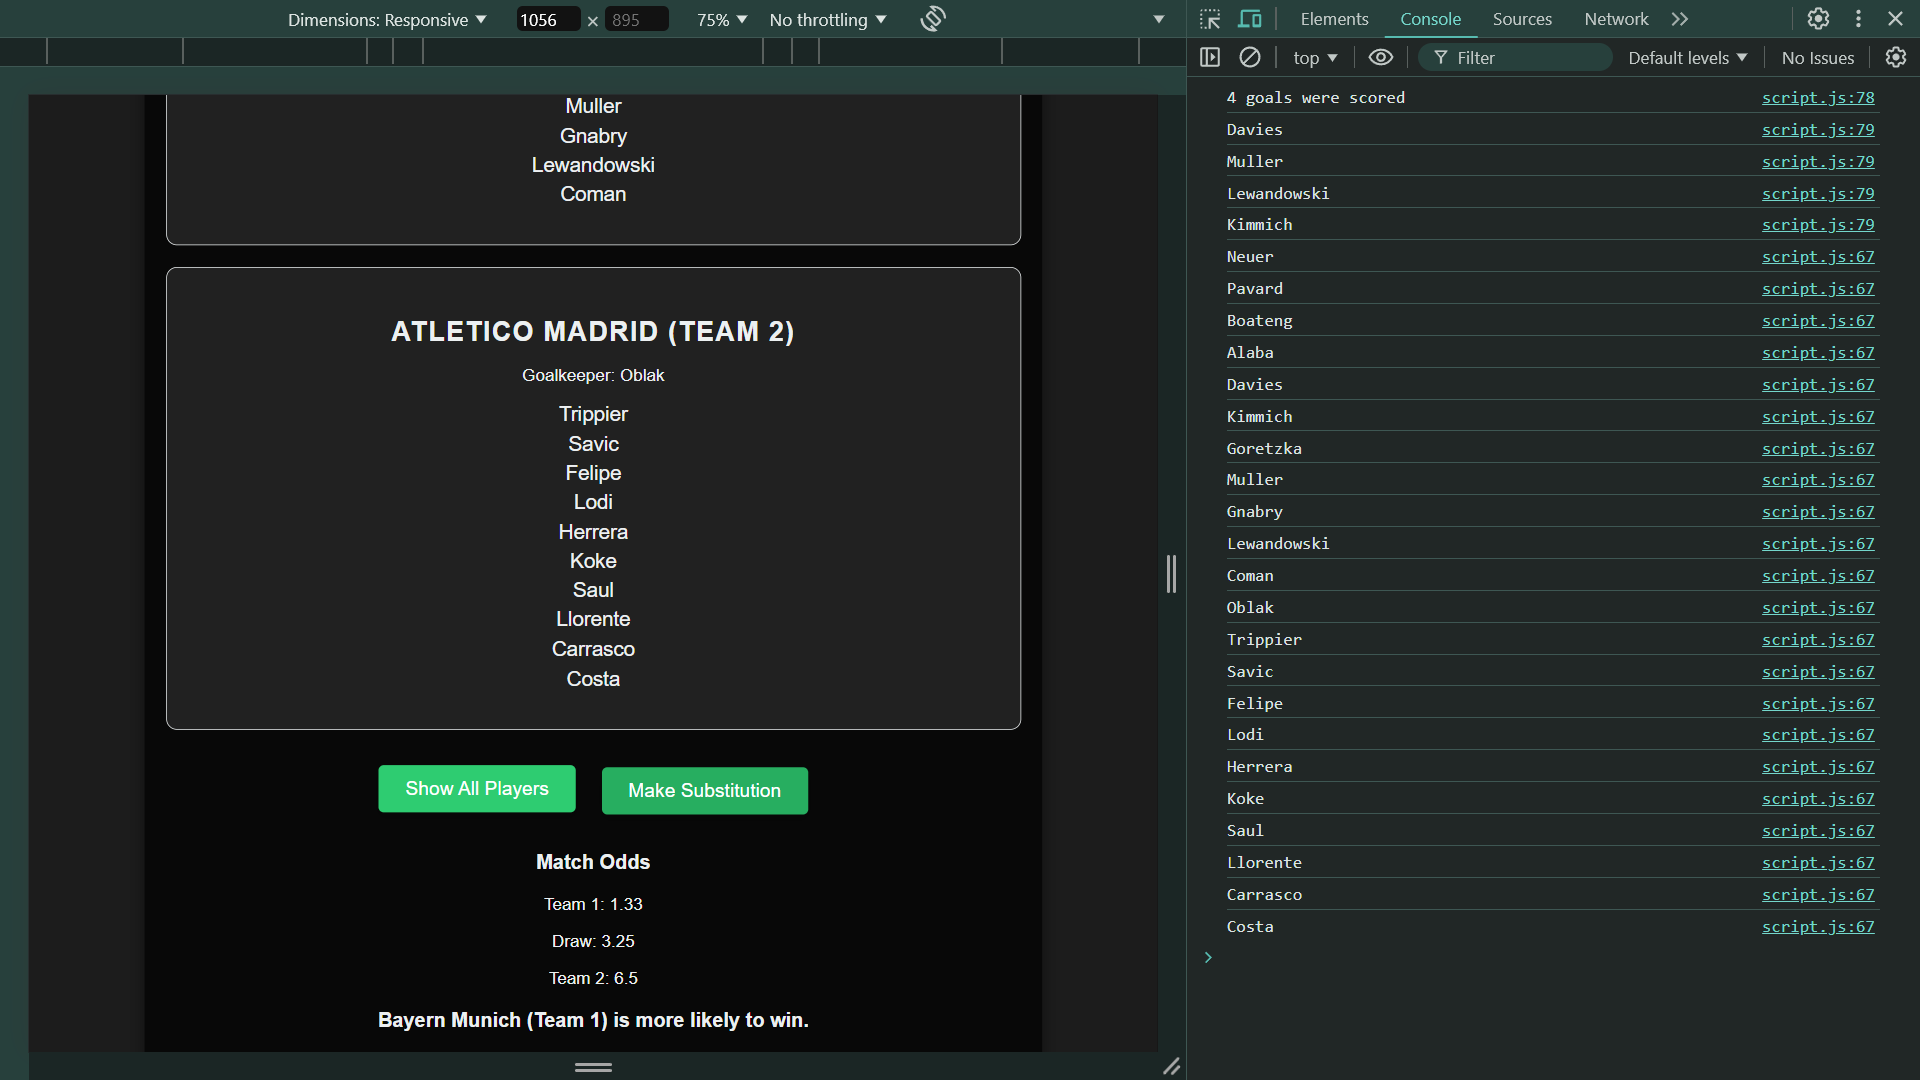 Dimensions: Responsive ▼ 1056 × 895 75% ▼ No throttling ▼
Muller
Gnabry
Lewandowski
Coman
ATLETICO MADRID (TEAM 2)
Goalkeeper: Oblak
Trippier
Savic
Felipe
Lodi
Herrera
Koke
Saul
Llorente
Carrasco
Costa
Show All Players
Make Substitution
Match Odds
Team 1: 1.33
Draw: 3.25
Team 2: 6.5
Bayern Munich (Team 1) is more likely to win.
Elements Console Sources Network
top ▼ Filter Default levels ▼ No Issues
4 goals were scored script.js:78
Davies script.js:79
Muller script.js:79
Lewandowski script.js:79
Kimmich script.js:79
Neuer script.js:67
Pavard script.js:67
Boateng script.js:67
Alaba script.js:67
Davies script.js:67
Kimmich script.js:67
Goretzka script.js:67
Muller script.js:67
Gnabry script.js:67
Lewandowski script.js:67
Coman script.js:67
Oblak script.js:67
Trippier script.js:67
Savic script.js:67
Felipe script.js:67
Lodi script.js:67
Herrera script.js:67
Koke script.js:67
Saul script.js:67
Llorente script.js:67
Carrasco script.js:67
Costa script.js:67